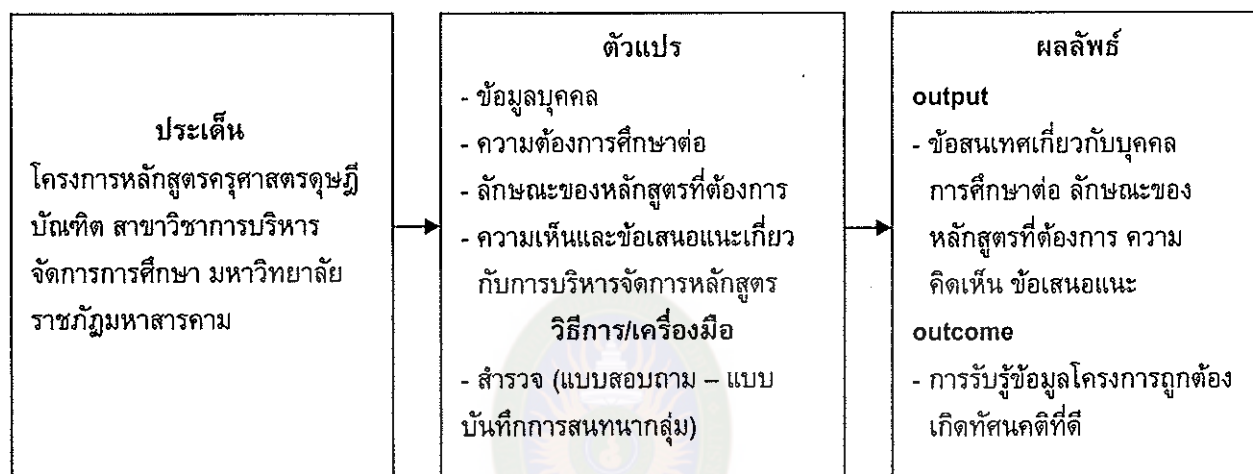 ประเด็น
โครงการหลักสูตรครุศาสตรดุษฎี
บัณฑิต สาขาวิชาการบริหาร
จัดการการศึกษา มหาวิทยาลัย
ราชภัฏมหาสารคาม
ตัวแปร
- ข้อมูลบุคคล
- ความต้องการศึกษาต่อ
- ลักษณะของหลักสูตรที่ต้องการ
- ความเห็นและข้อเสนอแนะเกี่ยว
กับการบริหารจัดการหลักสูตร
วิธีการ/เครื่องมือ
- สำรวจ (แบบสอบถาม – แบบ
บันทึกการสนทนากลุ่ม)
ผลลัพธ์
output
- ข้อสนเทศเกี่ยวกับบุคคล
การศึกษาต่อ ลักษณะของ
หลักสูตรที่ต้องการ ความ
คิดเห็น ข้อเสนอแนะ
outcome
- การรับรู้ข้อมูลโครงการถูกต้อง
เกิดทัศนคติที่ดี